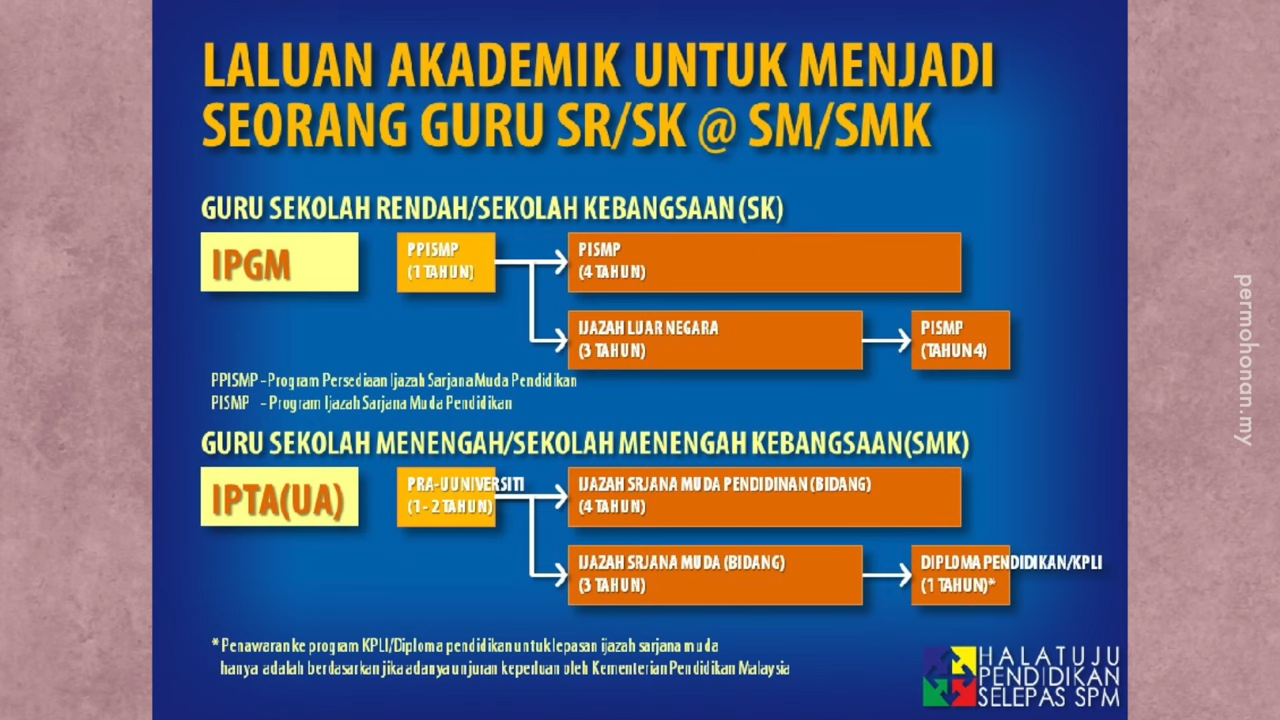 LALUAN AKADEMIK UNTUK MENJADI
SEORANG GURU SR/SK @ SM/SMK
GURU SEKOLAH RENDAH/SEKOLAH KEBANGSAAN (SK)
IPGM
PPISMP
(1 TAHUN)
PISMP
(4 TAHUN)
IJAZAH LUAR NEGARA
(3 TAHUN)
PISMP
(TAHUN 4)
PPISMP - Program Persediaan Ijazah Sarjana Muda Pendidikan
PISMP - Program Ijazah Sarjana Muda Pendidikan
GURU SEKOLAH MENENGAH/SEKOLAH MENENGAH KEBANGSAAN(SMK)
IPTA(UA)
PRA-UUNIVERSITI
(1 - 2 TAHUN)
IJAZAH SRJANA MUDA PENDIDINAN (BIDANG)
(4 TAHUN)
IJAZAH SRJANA MUDA (BIDANG)
(3 TAHUN)
DIPLOMA PENDIDIKAN/KPLI
(1 TAHUN)*
* Penawaran ke program KPLI/Diploma pendidikan untuk lepasan ijazah sarjana muda
hanya adalah berdasarkan jika adanya unjuran keperluan oleh Kementerian Pendidikan Malaysia
HALATUJU
PENDIDIKAN
SELEPAS SPM
permohonan.my